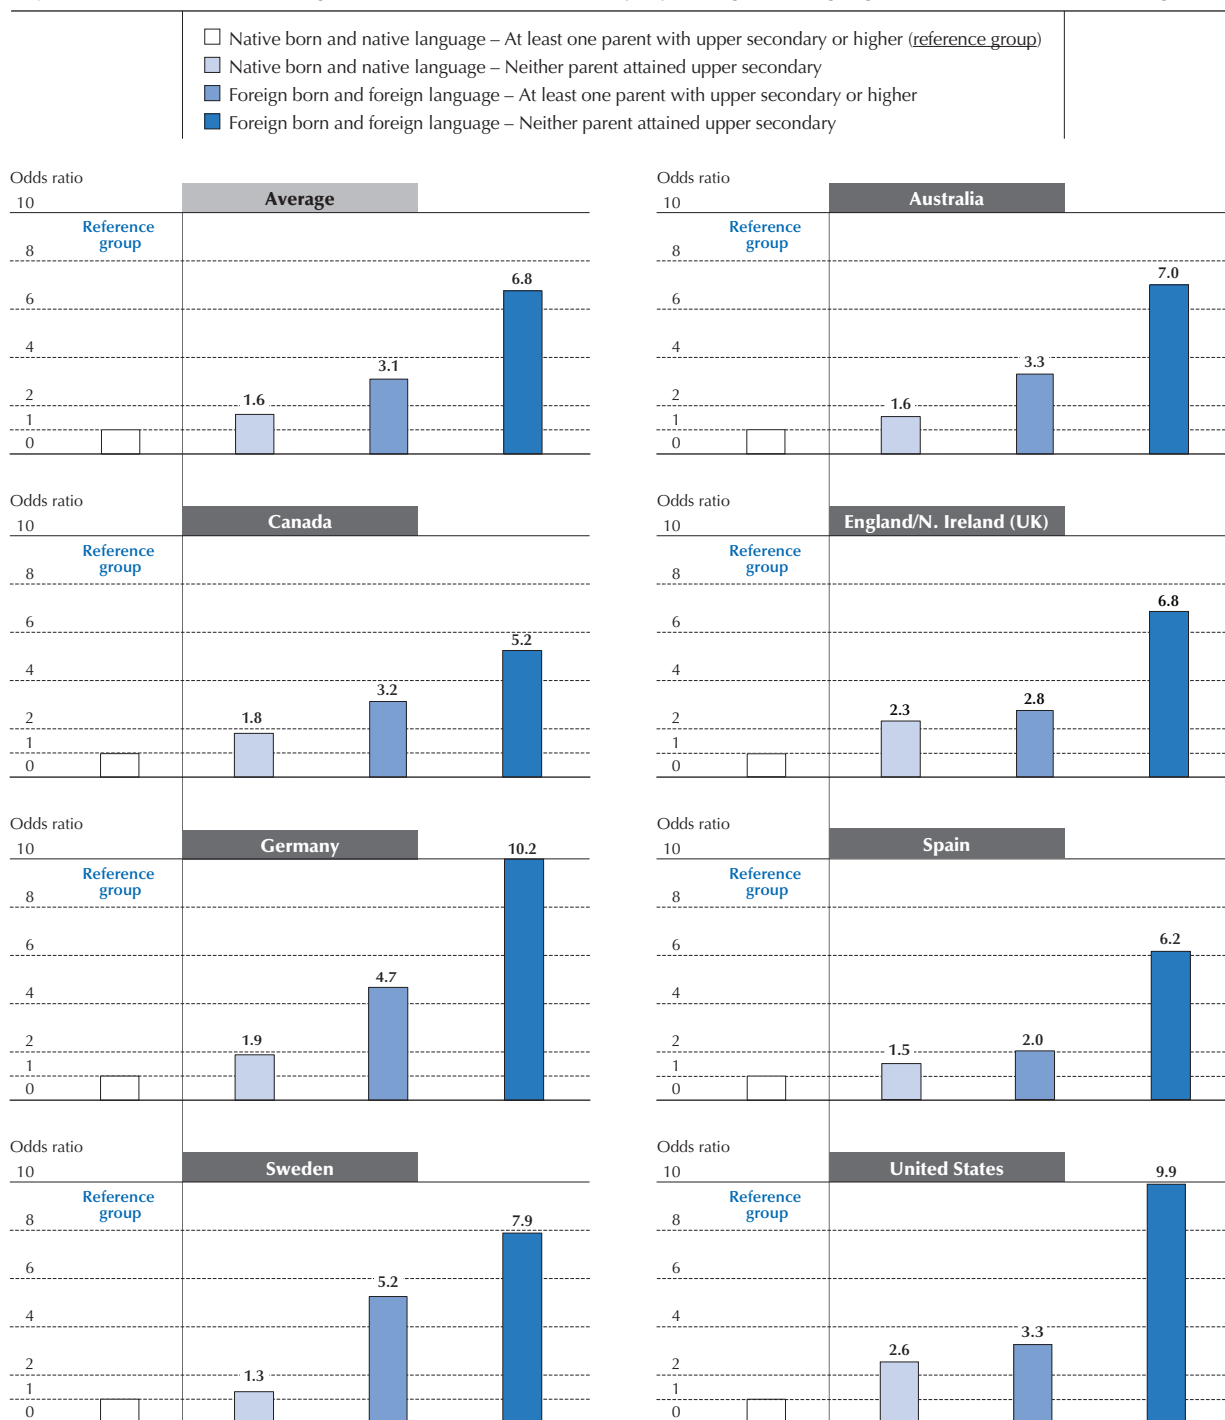 Native born and native language – At least one parent with upper secondary or higher (reference group)
Native born and native language – Neither parent attained upper secondary
Foreign born and foreign language – At least one parent with upper secondary or higher
Foreign born and foreign language – Neither parent attained upper secondary
Odds ratio
Average
10
Reference
group
8
6
4
2
1
0
1.6
3.1
6.8
Odds ratio
Australia
10
Reference
group
8
6
4
2
1
0
1.6
3.3
7.0
Odds ratio
Canada
10
Reference
group
8
6
4
2
1
0
1.8
3.2
5.2
Odds ratio
England/N. Ireland (UK)
10
Reference
group
8
6
4
2
1
0
2.3
2.8
6.8
Odds ratio
Germany
10
Reference
group
8
6
4
2
1
0
1.9
4.7
10.2
Odds ratio
Spain
10
Reference
group
8
6
4
2
1
0
1.5
2.0
6.2
Odds ratio
Sweden
10
Reference
group
8
6
4
2
1
0
1.3
5.2
7.9
Odds ratio
United States
10
Reference
group
8
6
4
2
1
0
2.6
3.3
9.9